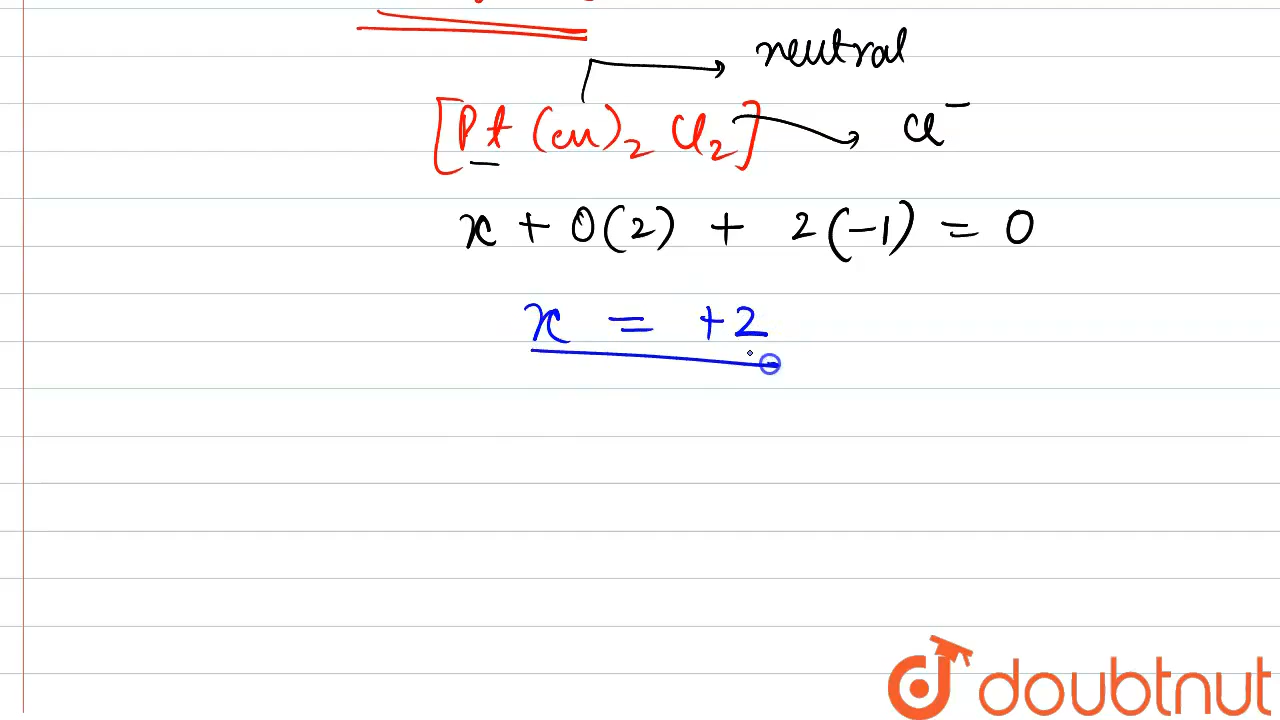 neutral
[Pt (en)2 Cl2] Cl-
x + 0(2) + 2(-1) = 0
x = +2
doubtnut